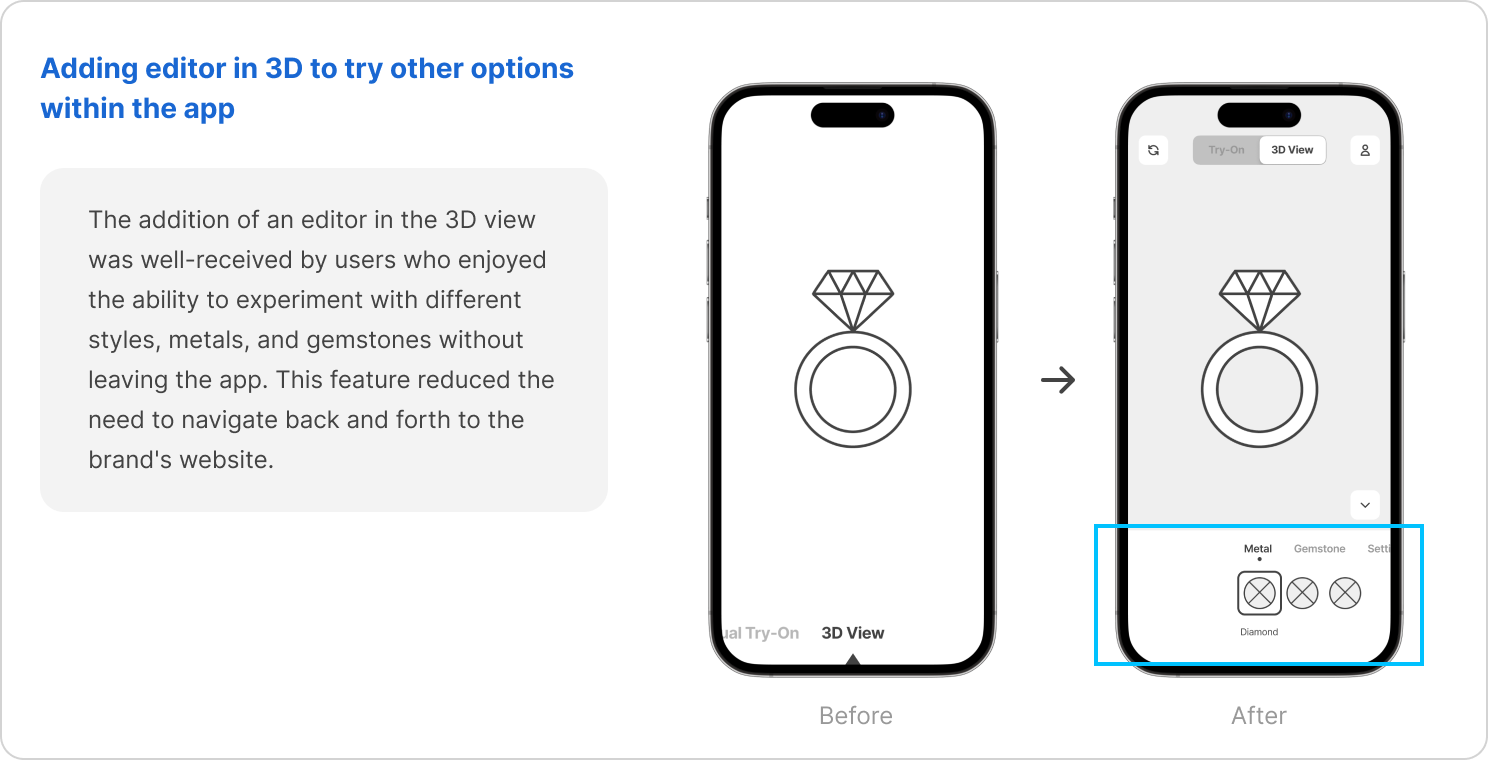 Adding editor in 3D to try other options
within the app
The addition of an editor in the 3D view
was well-received by users who enjoyed
the ability to experiment with different
styles, metals, and gemstones without
leaving the app. This feature reduced the
need to navigate back and forth to the
brand's website.
ual Try-On 3D View
Before
Try-On 3D View
Metal Gemstone Setti
Diamond
After